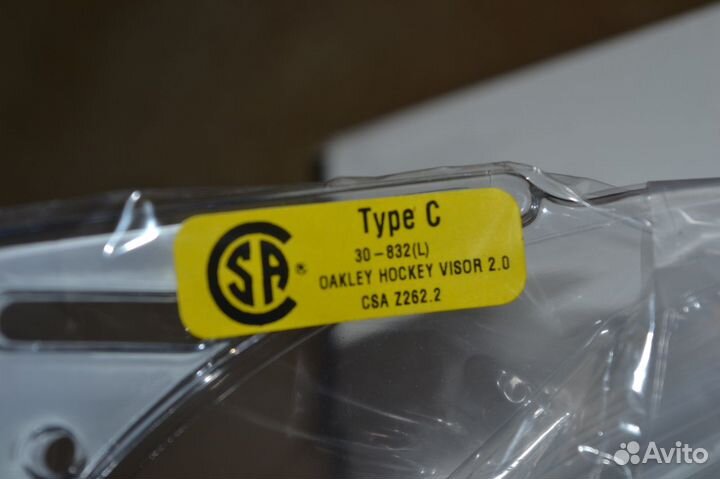 Type C
CSA ®
30-832(L)
OAKLEY HOCKEY VISOR 2.0
CSA Z262.2
Avito